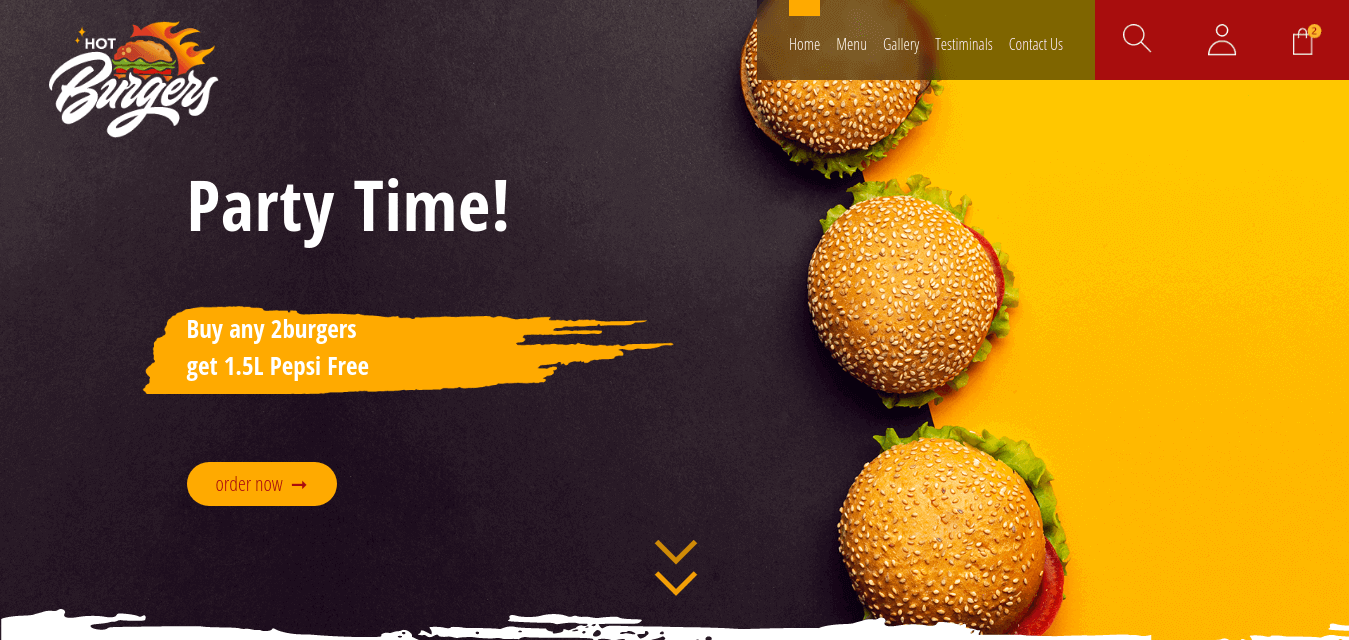 HOT
Burgers
Home Menu Gallery Testiminals Contact Us
2
Party Time!
Buy any 2burgers
get 1.5L Pepsi Free
order now